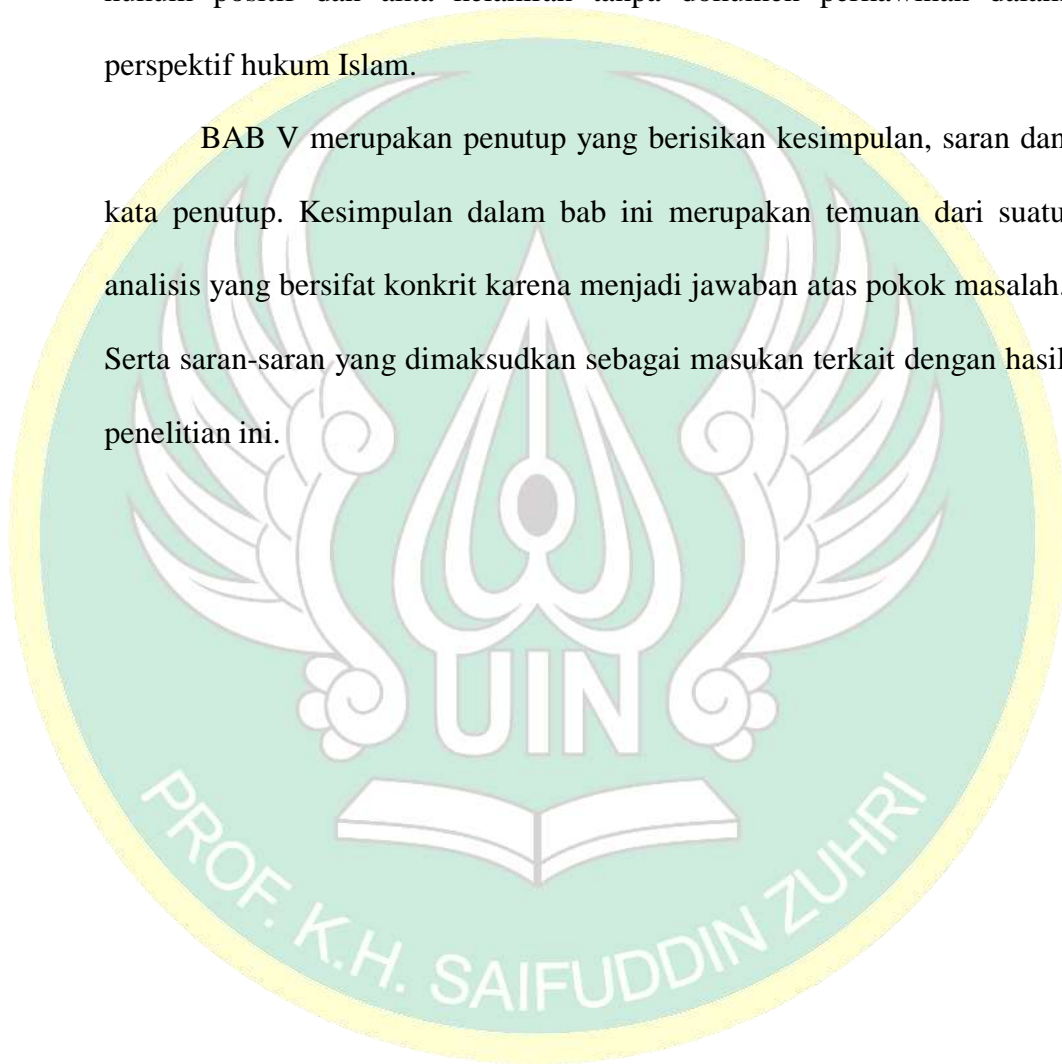 perspektif hukum Islam.
BAB V merupakan penutup yang berisikan kesimpulan, saran dan
kata penutup. Kesimpulan dalam bab ini merupakan temuan dari suatu
analisis yang bersifat konkrit karena menjadi jawaban atas pokok masalah.
Serta saran-saran yang dimaksudkan sebagai masukan terkait dengan hasil
penelitian ini.
UIN
PROF. K.H. SAIFUDDIN ZUHRI